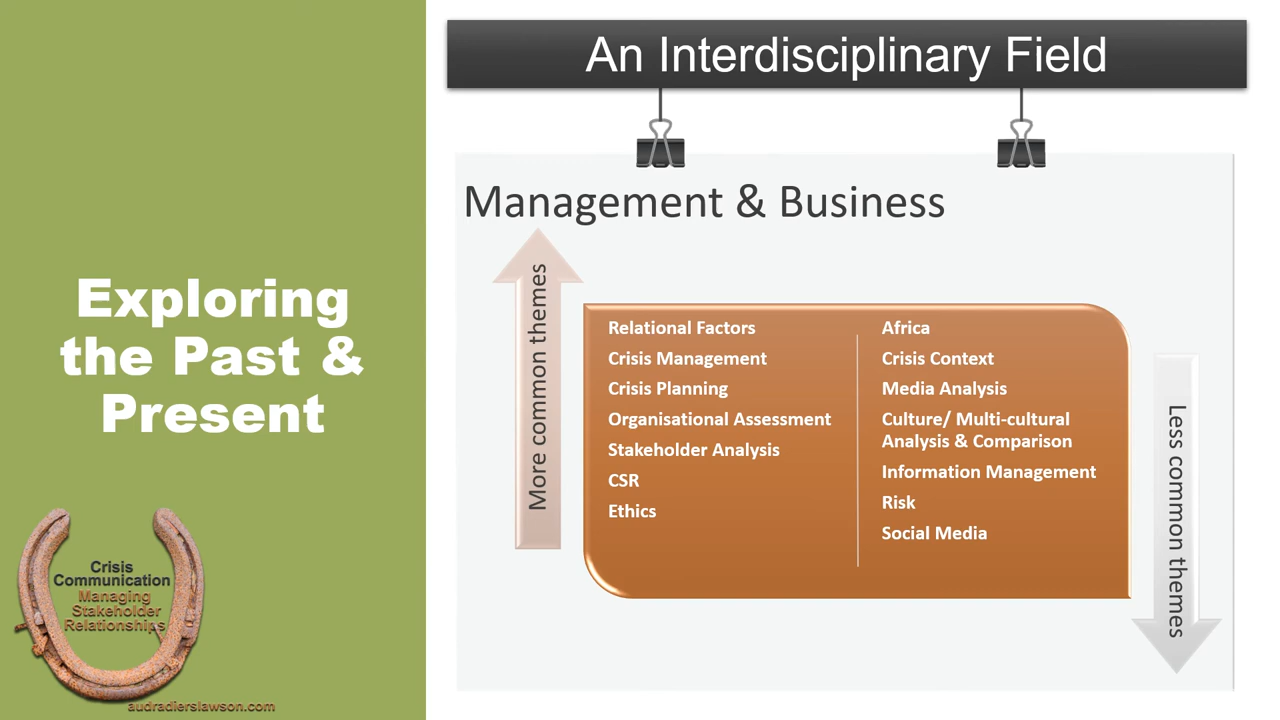 An Interdisciplinary Field
Exploring
the Past &
Present
Management & Business
More common themes
Relational Factors
Crisis Management
Crisis Planning
Organisational Assessment
Stakeholder Analysis
CSR
Ethics
Africa
Crisis Context
Media Analysis
Culture/ Multi-cultural
Analysis & Comparison
Information Management
Risk
Social Media
Less common themes
Crisis
Communication
Managing
Stakeholder
Relationships
audradierslawson.com